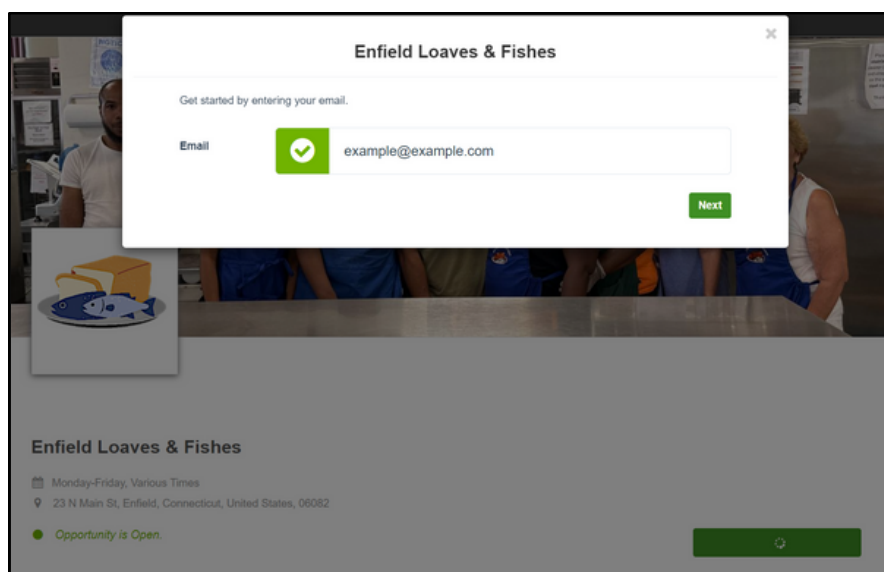 Enfield Loaves & Fishes
Get started by entering your email.
Email
example@example.com
Next
Enfield Loaves & Fishes
Monday-Friday, Various Times
23 N Main St, Enfield, Connecticut, United States, 06082
Opportunity is Open.